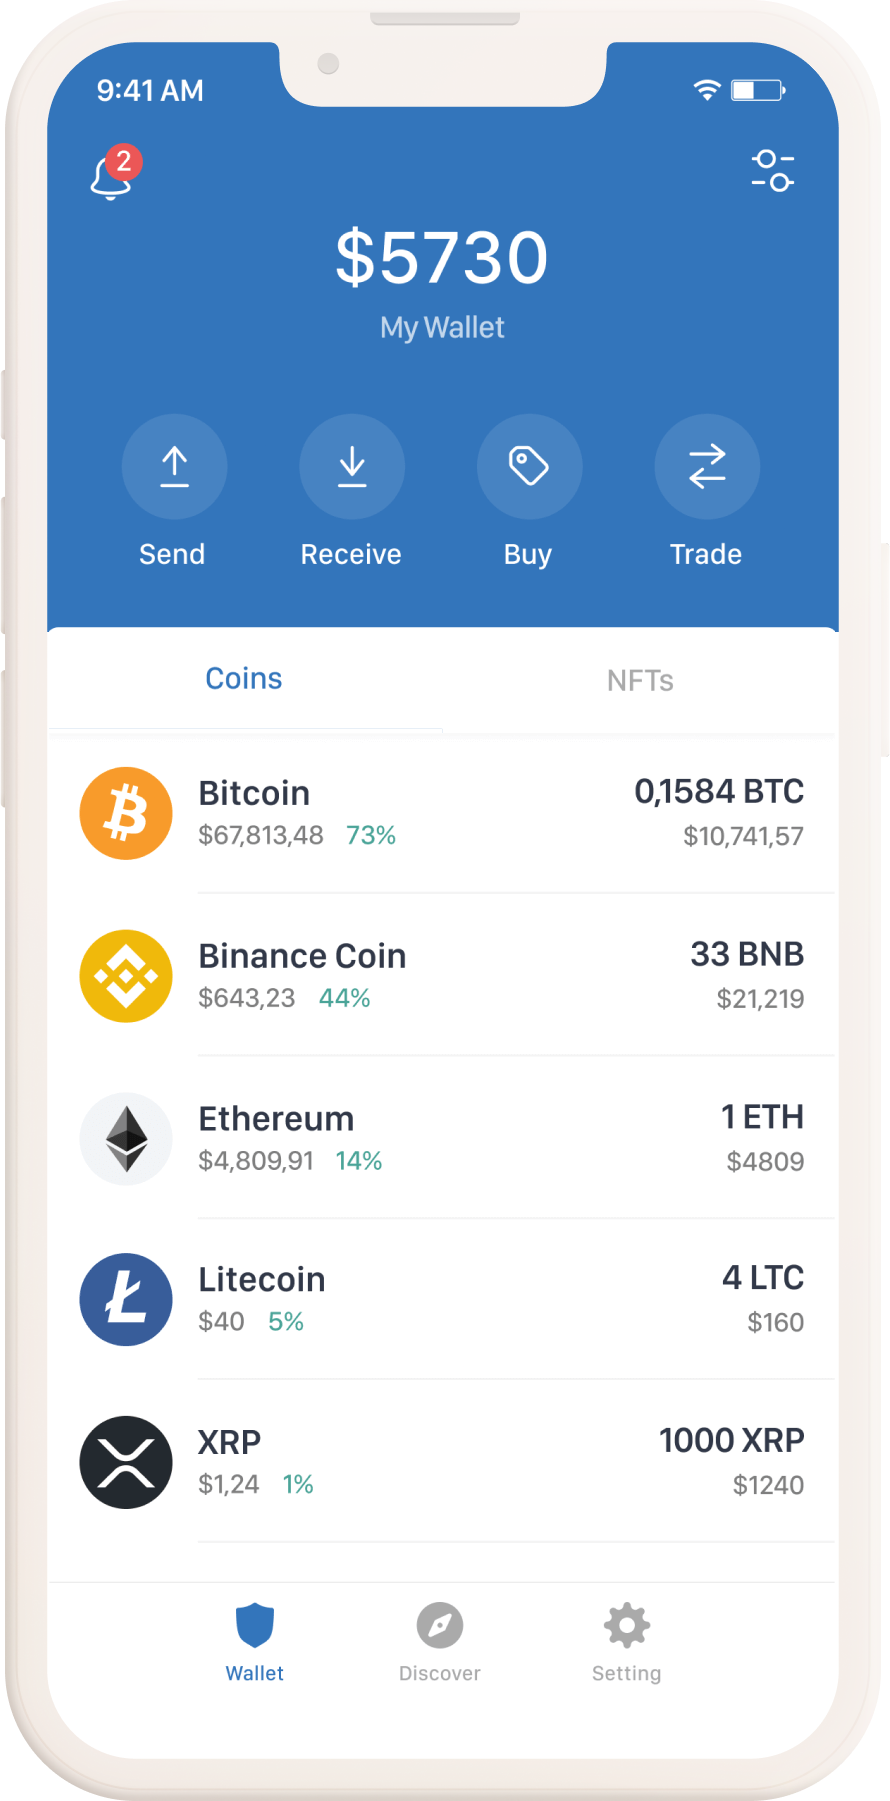 9:41 AM
2
$5730
My Wallet
Send Receive Buy Trade
Coins NFTs
Bitcoin 0,1584 BTC
$67,813,48 73% $10,741,57
Binance Coin 33 BNB
$643,23 44% $21,219
Ethereum 1 ETH
$4,809,91 14% $4809
Litecoin 4 LTC
$40 5% $160
XRP 1000 XRP
$1,24 1% $1240
Wallet Discover Setting